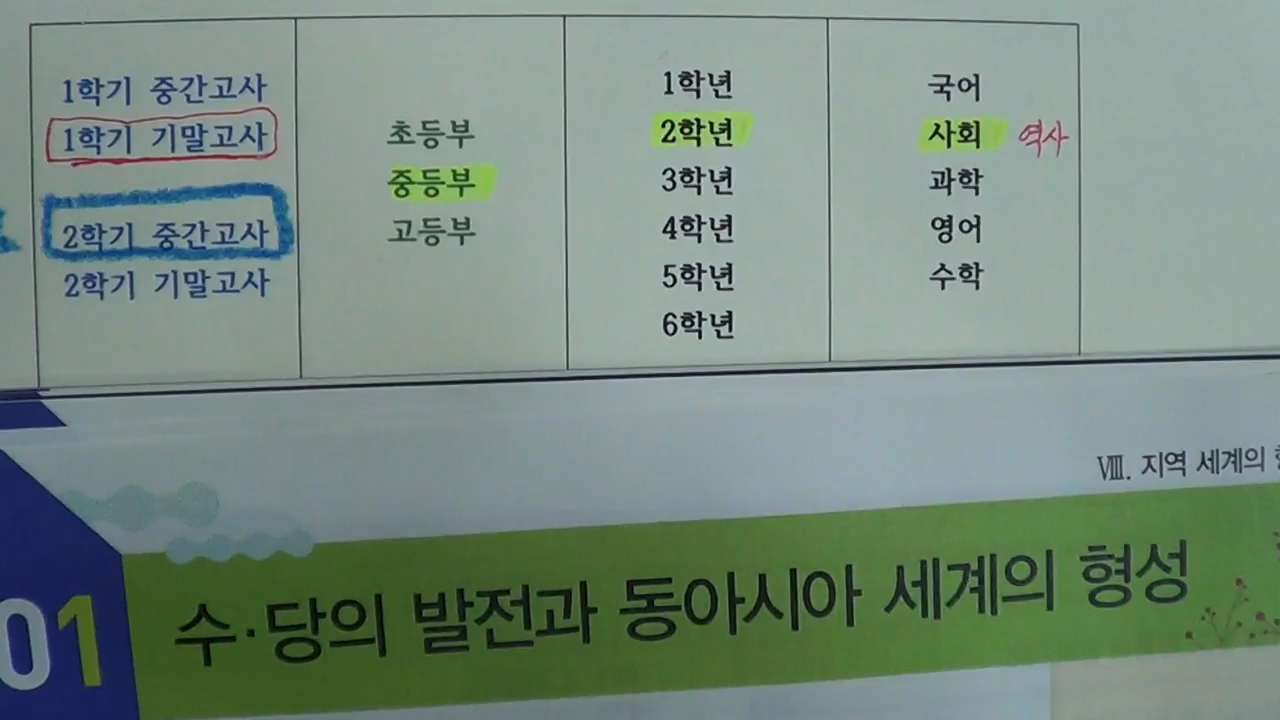 1학기 중간고사
1학기 기말고사
2학기 중간고사
2학기 기말고사
초등부
중등부
고등부
1학년
2학년
3학년
4학년
5학년
6학년
국어
사회 역사
과학
영어
수학
Ⅷ. 지역 세계의
01 수·당의 발전과 동아시아 세계의 형성